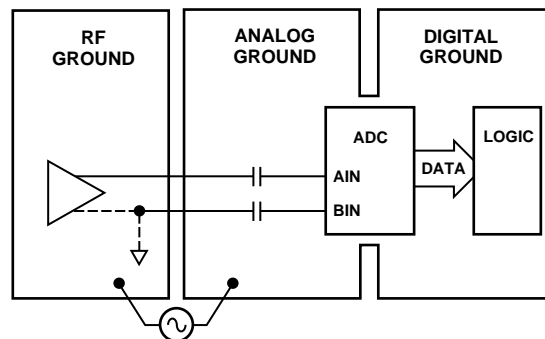 RF
GROUND
ANALOG
GROUND
DIGITAL
GROUND
ADC
LOGIC
AIN
DATA
BIN